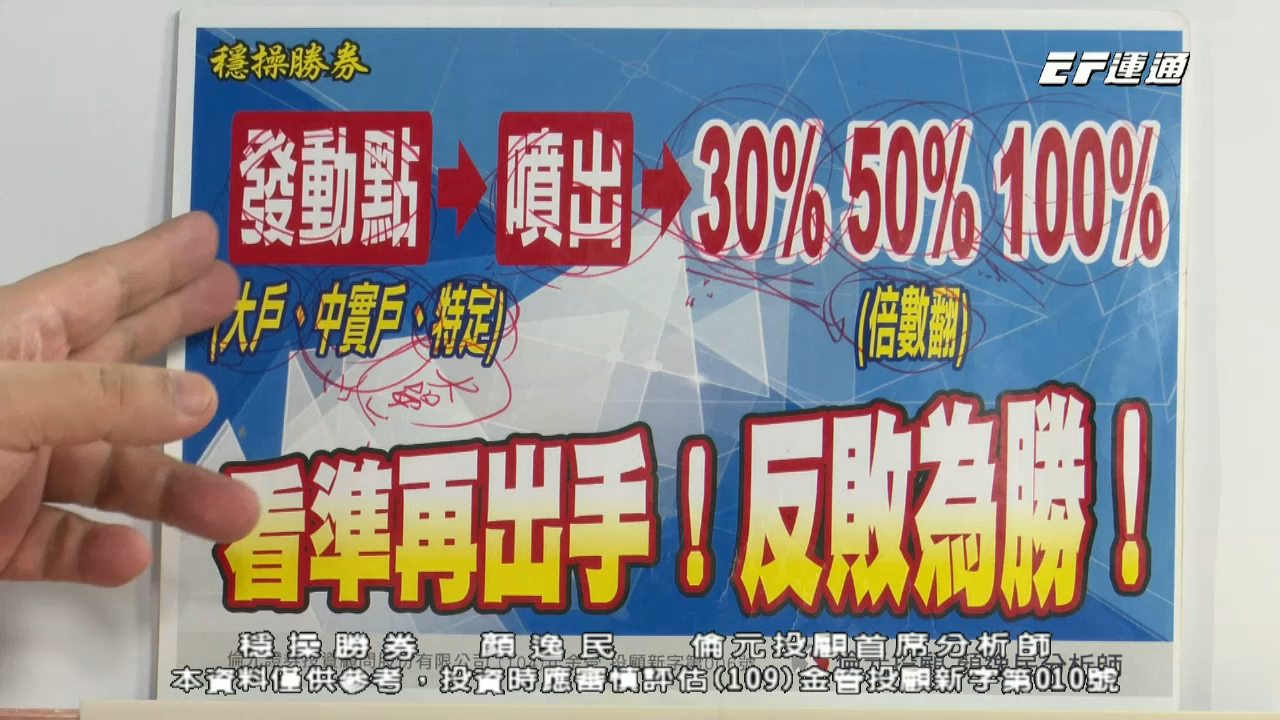 穩操勝券
EF運通
發動點 噴出 30% 50% 100%
(大戶、中實戶、特定) (倍數翻)
看準再出手！反敗為勝！
穩操勝券 顏逸民 倫元投顧首席分析師
本資料僅供參考，投資時應審慎評估(109)金管投顧新字第010號